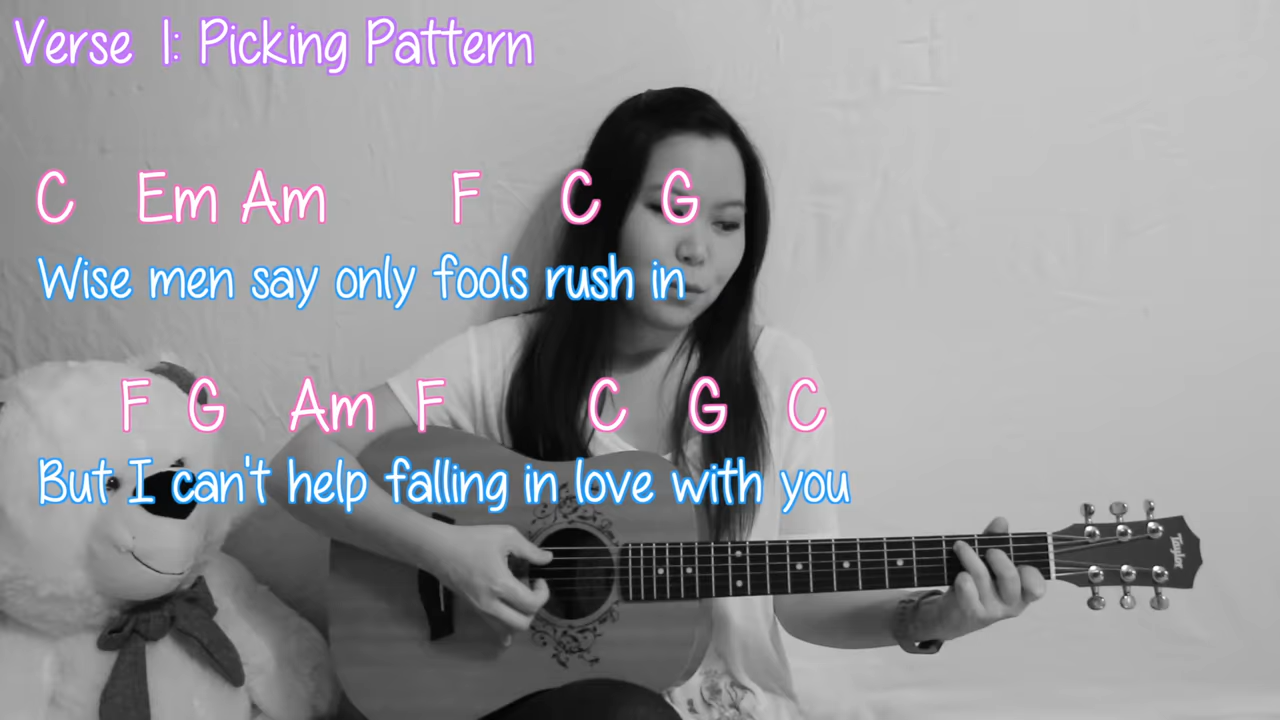 Verse 1: Picking Pattern
C Em Am F C G
Wise men say only fools rush in
F G Am F C G C
But I can't help falling in love with you
Taylor